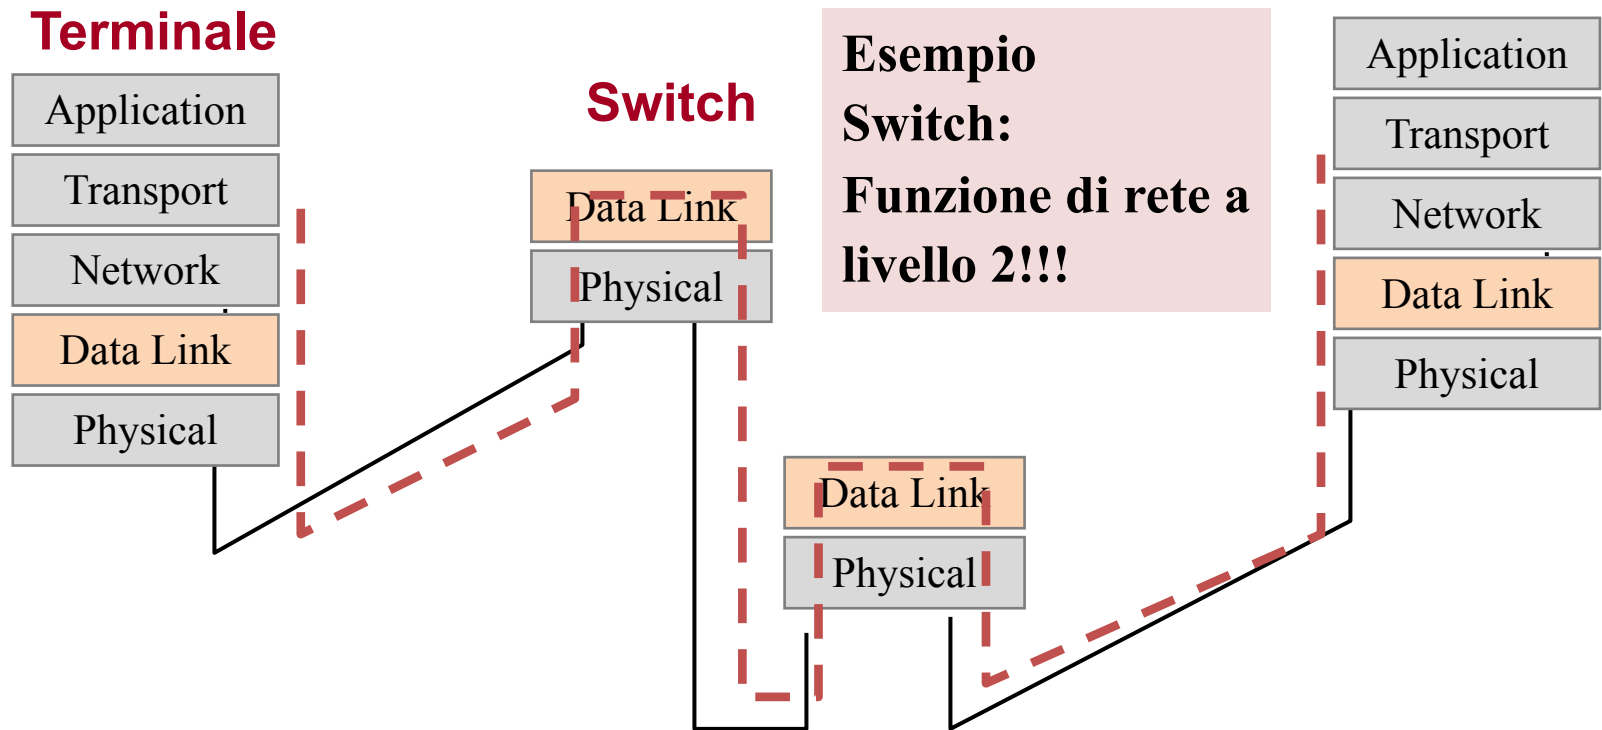 Terminale
Application
Transport
Network
Data Link
Physical
Switch
Data Link
Physical
Data Link
Physical
Esempio
Switch:
Funzione di rete a
livello 2!!!
Application
Transport
Network
Data Link
Physical